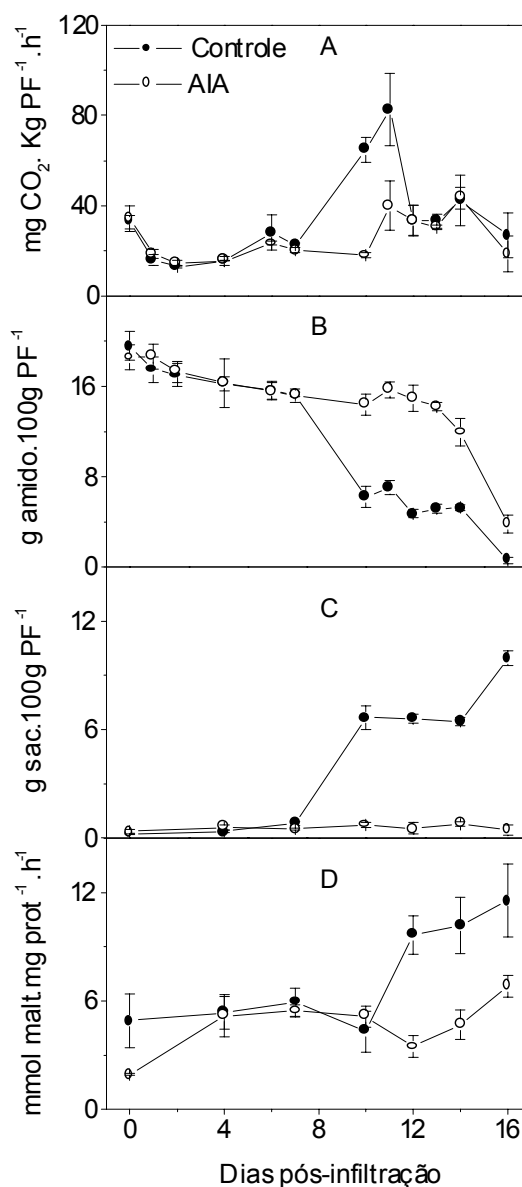 120
80
40
0
mg CO₂. Kg PF⁻¹.h⁻¹
Controle
AIA
A
16
8
0
g amido.100g PF⁻¹
B
12
6
0
g sac.100g PF⁻¹
C
12
6
0
mmol malt.mg prot⁻¹.h⁻¹
D
0 4 8 12 16
Dias pós-infiltração